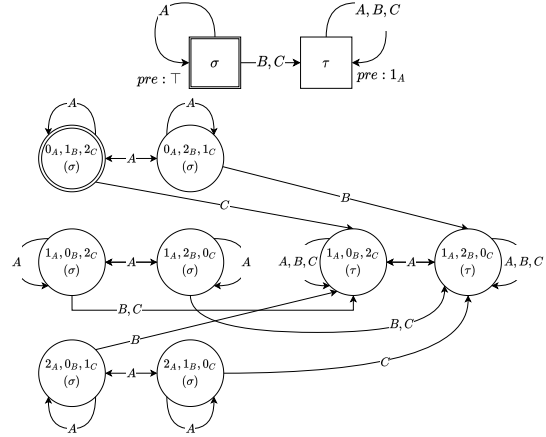 A
A, B, C
σ
B, C
τ
pre : ⊤
pre : 1_A
A
A
0_A, 1_B, 2_C
(σ)
A
0_A, 2_B, 1_C
(σ)
B
C
A
1_A, 0_B, 2_C
(σ)
A
1_A, 2_B, 0_C
(σ)
A
A, B, C
1_A, 0_B, 2_C
(τ)
A
1_A, 2_B, 0_C
(τ)
A, B, C
B, C
B, C
B
2_A, 0_B, 1_C
(σ)
A
2_A, 1_B, 0_C
(σ)
C
A
A